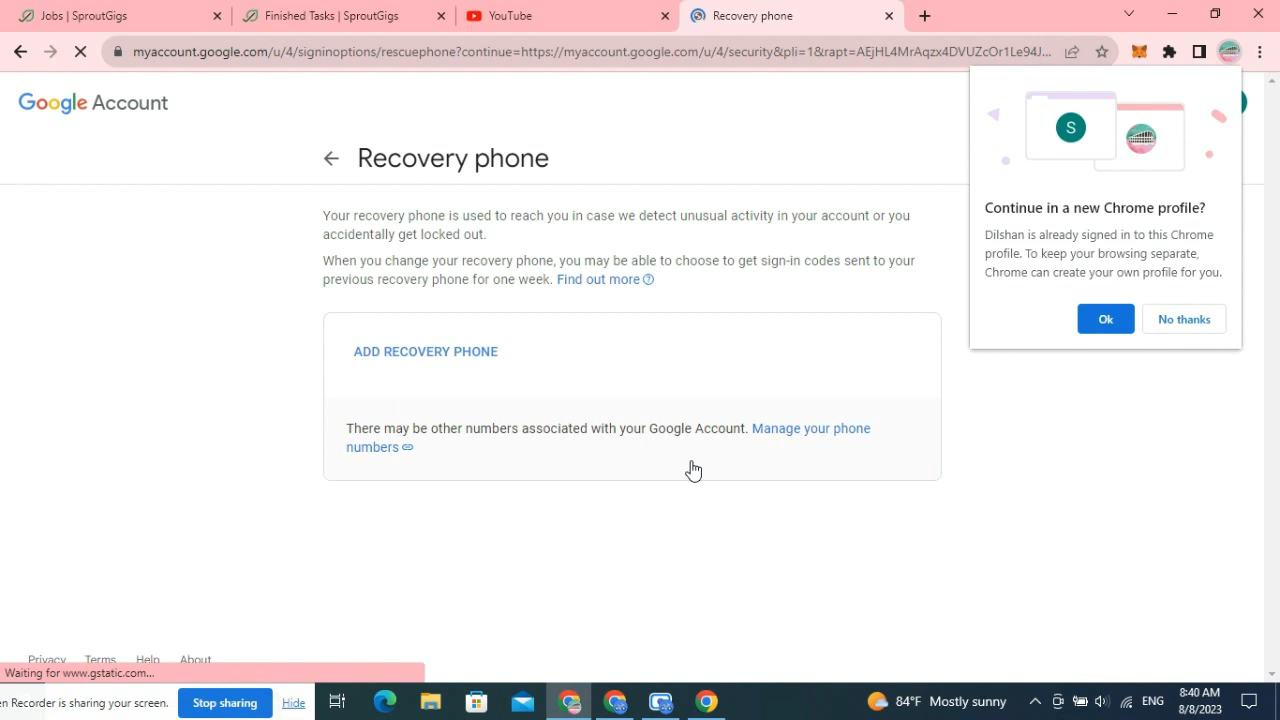 Jobs | SproutGigs
Finished Tasks | SproutGigs
YouTube
Recovery phone
myaccount.google.com/u/4/signinoptions/rescuephone?continue=https://myaccount.google.com/u/4/security&pli=1&rapt=AEjHL4MrAqzx4DVUZcOr1Le94J...
Google Account
Recovery phone
Your recovery phone is used to reach you in case we detect unusual activity in your account or you
accidentally get locked out.
When you change your recovery phone, you may be able to choose to get sign-in codes sent to your
previous recovery phone for one week. Find out more
ADD RECOVERY PHONE
There may be other numbers associated with your Google Account. Manage your phone
numbers
S
Continue in a new Chrome profile?
Dilshan is already signed in to this Chrome
profile. To keep your browsing separate,
Chrome can create your own profile for you.
Ok
No thanks
Privacy Terms Help About
Waiting for www.gstatic.com...
en Recorder is sharing your screen.
Stop sharing
Hide
84°F Mostly sunny
ENG
8:40 AM
8/8/2023